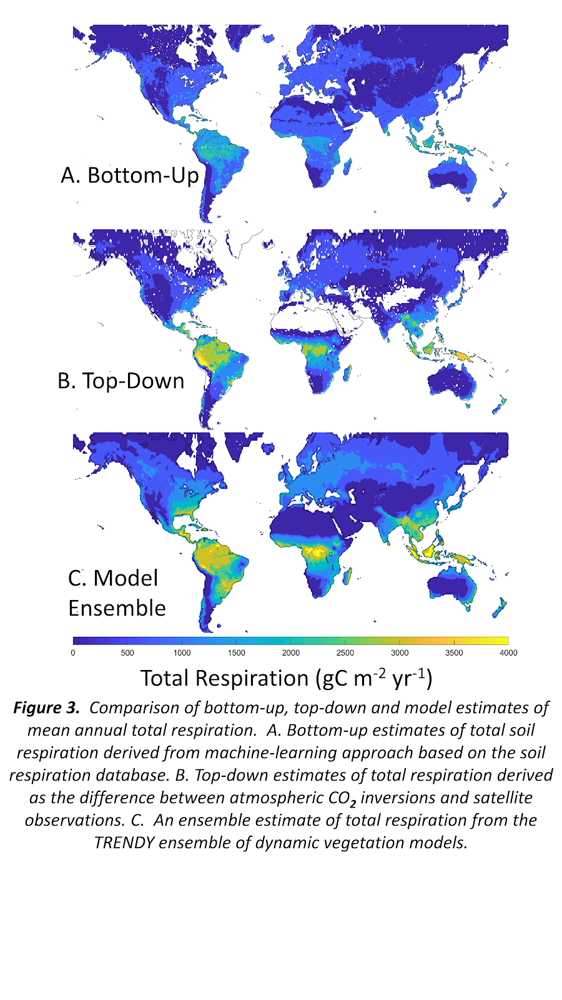 A. Bottom-Up
B. Top-Down
C. Model
Ensemble
0 500 1000 1500 2000 2500 3000 3500 4000
Total Respiration (gC m-2 yr-1)
Figure 3. Comparison of bottom-up, top-down and model estimates of
mean annual total respiration. A. Bottom-up estimates of total soil
respiration derived from machine-learning approach based on the soil
respiration database. B. Top-down estimates of total respiration derived
as the difference between atmospheric CO2 inversions and satellite
observations. C. An ensemble estimate of total respiration from the
TRENDY ensemble of dynamic vegetation models.